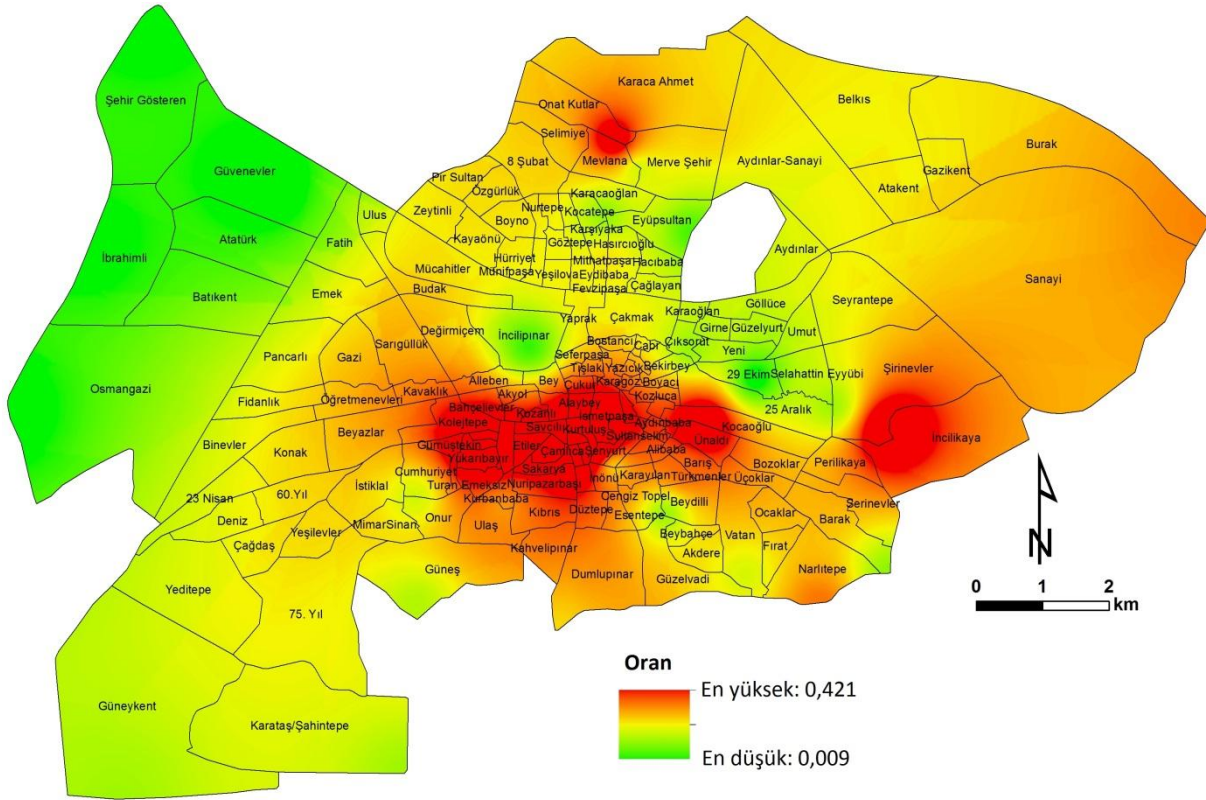 Karaca Ahmet
Şehir Gösteren
Belkıs
Onat Kutlar
Selimiye
Burak
8 Şubat
Mevlana
Merve Şehir
Aydınlar-Sanayi
Güvenevler
Gazikent
Pir Sultan
Atakent
Özgürlük
Karacaoğlan
Ulus
Zeytinli
Nurtepe
Kocatepe
Boyno
Eyüpsultan
Karşıyaka
Atatürk
Fatih
Kayaönü
Göztepe
Hasırcıoğlu
Aydınlar
İbrahimli
Hürriyet
Mithatpaşa
Hacıbaba
Mücahitler
Münifpaşa
Yeşilova
Eydibaba
Sanayi
Batıkent
Emek
Budak
Fevzipaşa
Çağlayan
Göllüce
Seyrantepe
Yaprak
Çakmak
Karaoğlan
Değirmiçem
İncilipınar
Girne
Güzelyurt
Umut
Sarıgüllük
Bostancı
Çapr
Çıksorut
Pancarlı
Gazi
Seferpaşa
Yeni
Tışlaki
Yazıcık
Bekirbey
29 Ekim
Selahattin Eyyübi
Şirinevler
Osmangazi
Alleben
Bey
Çukur
Karagöz
Boyacı
Kavaklık
Akyol
Kozluca
Fidanlık
Öğretmenevleri
Bahçelievler
Kozanlı
Alaybey
25 Aralık
İsmetpaşa
Kolejtepe
Savcılı
Kurtuluş
Aydınbaba
Kocaoğlu
Beyazlar
Sultanselim
İncilikaya
Binevler
Gümüştekin
Etiler
Ünaldı
Konak
Yukarıbayır
Çamlıca
Şenyurt
Alibaba
Cumhuriyet
Sakarya
Barış
Bozoklar
Perilikaya
Turan Emeksiz
Nuripazarbaşı
İnönü
Karayılan
Türkmenler
Üçoklar
60.Yıl
İstiklal
23 Nisan
Kurbanbaba
Cengiz Topel
Beydilli
Serinevler
Kıbrıs
Düztepe
Esentepe
Ocaklar
Deniz
Onur
Ulaş
Barak
MimarSinan
Yeşilevler
Beybahçe
Vatan
Çağdaş
Kahvelipınar
Akdere
Fırat
Güneş
Dumlupınar
Güzelvadi
Narlıtepe
Yeditepe
75. Yıl
N
0 1 2
km
Oran
En yüksek: 0,421
Güneykent
Karataş/Şahintepe
En düşük: 0,009